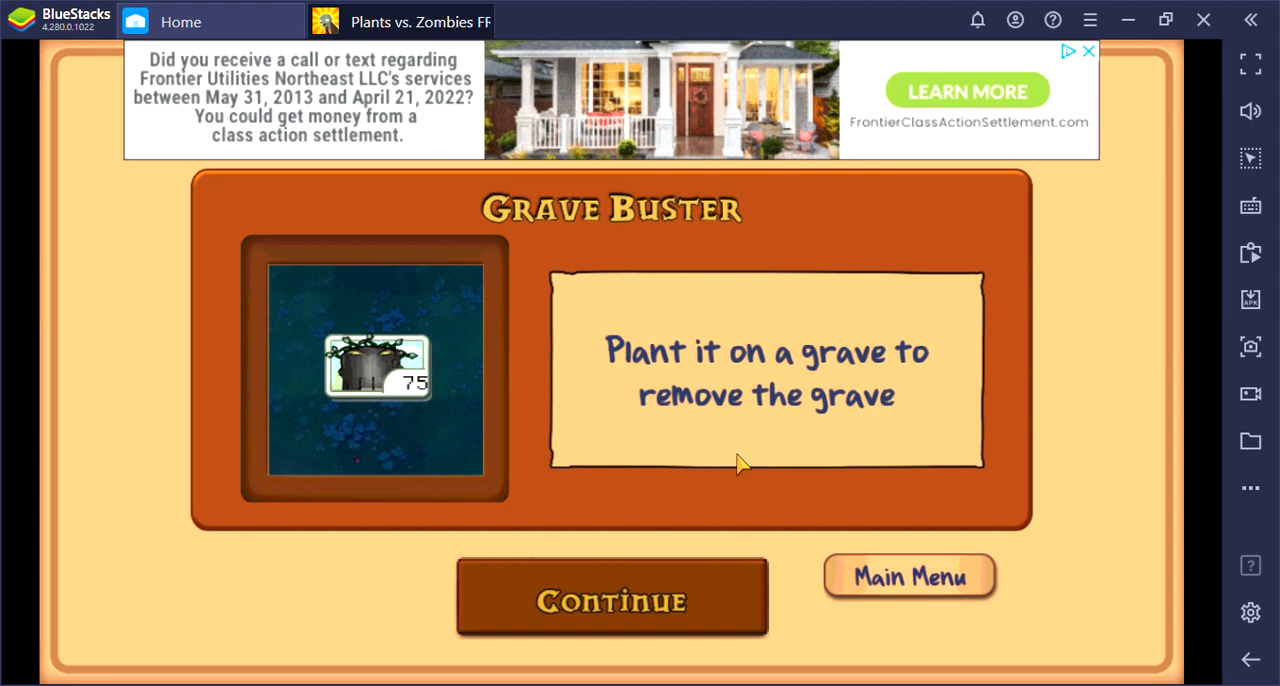 BlueStacks
4.280.0.1022
Home
Plants vs. Zombies FR
Did you receive a call or text regarding
Frontier Utilities Northeast LLC's services
between May 31, 2013 and April 21, 2022?
You could get money from a
class action settlement.
LEARN MORE
FrontierClassActionSettlement.com
GRAVE BUSTER
75
Plant it on a grave to
remove the grave
CONTINUE
Main Menu
APK